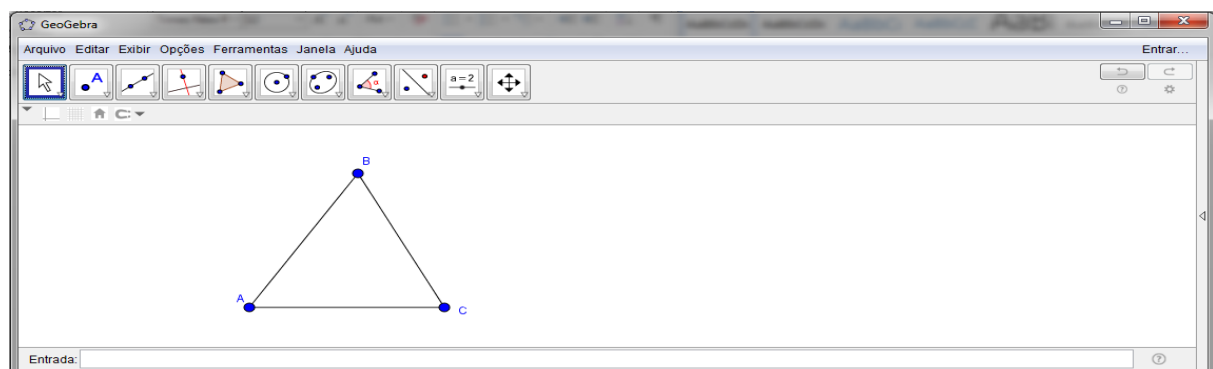 GeoGebra
Arquivo Editar Exibir Opções Ferramentas Janela Ajuda
Entrar...
A
α
a=2
B
A
C
Entrada: